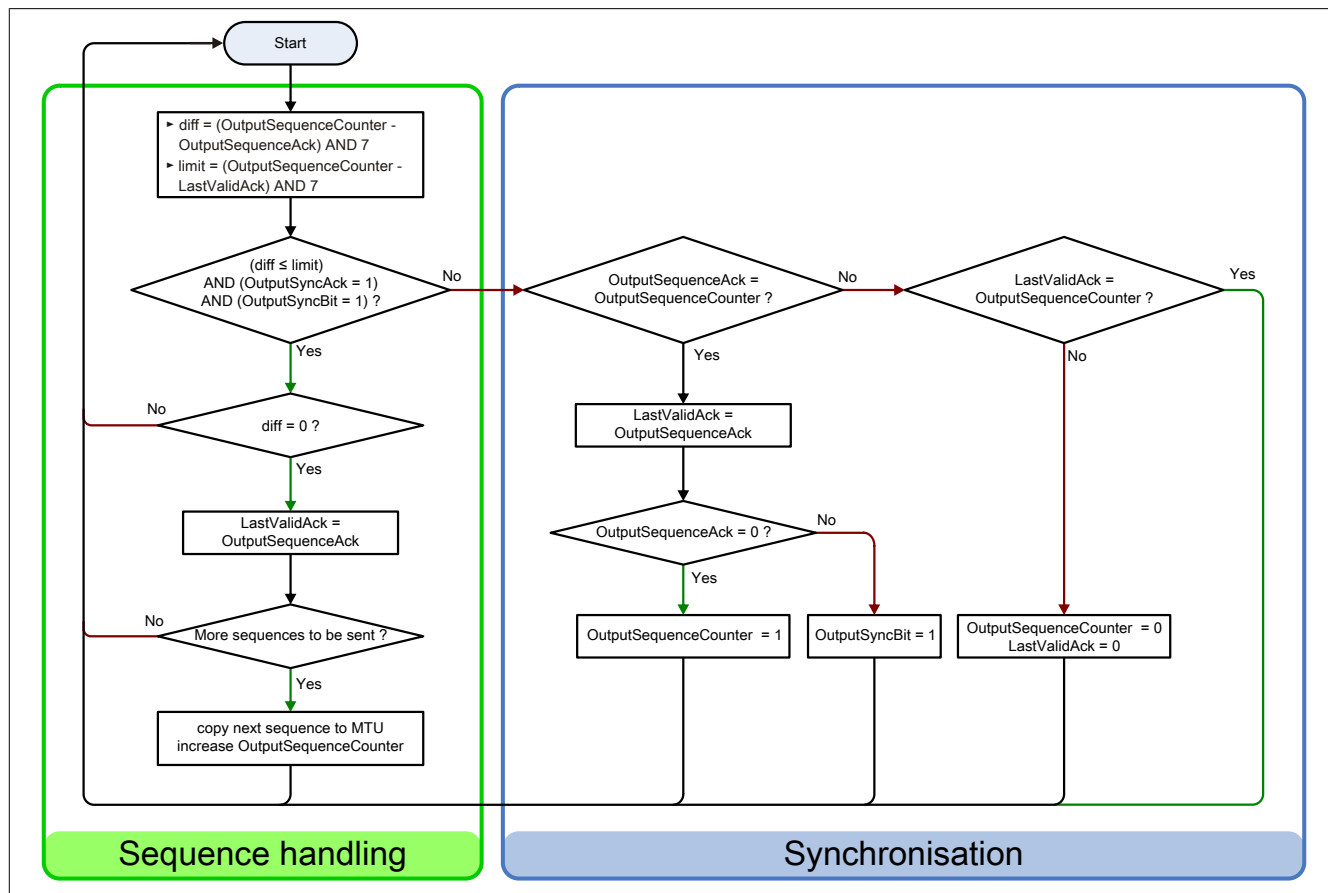 Start
► diff = (OutputSequenceCounter -
OutputSequenceAck) AND 7
► limit = (OutputSequenceCounter -
LastValidAck) AND 7
(diff ≤ limit)
AND (OutputSyncAck = 1)
AND (OutputSyncBit = 1) ?
No
Yes
diff = 0 ?
No
Yes
LastValidAck =
OutputSequenceAck
More sequences to be sent ?
No
Yes
copy next sequence to MTU
increase OutputSequenceCounter
Sequence handling
OutputSequenceAck =
OutputSequenceCounter ?
No
Yes
LastValidAck =
OutputSequenceAck
OutputSequenceAck = 0 ?
No
Yes
OutputSequenceCounter = 1
OutputSyncBit = 1
LastValidAck =
OutputSequenceCounter ?
Yes
No
OutputSequenceCounter = 0
LastValidAck = 0
Synchronisation